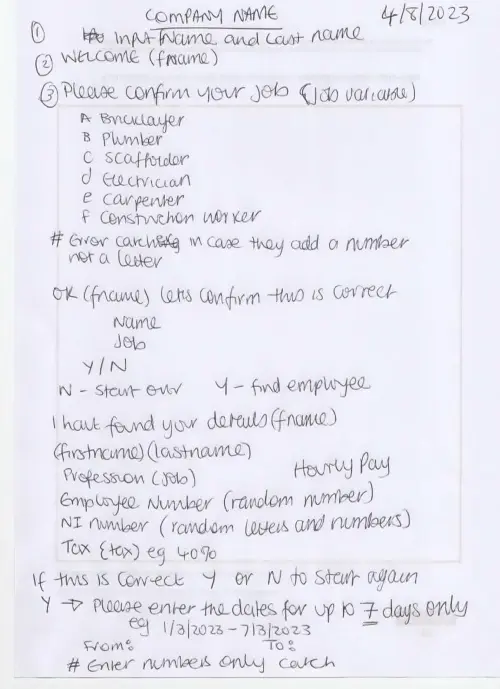 COMPANY NAME
4/8/2023
① Input Name and Last name
② WELCOME (fname)
③ Please confirm your Job (Job variable)
A Bricklayer
B Plumber
C Scaffolder
d Electrician
e Carpenter
f Construction worker
# Error catching in case they add a number
not a letter
OK (fname) lets confirm this is correct
Name
Job
Y/N
N - Start over Y - find employee
I have found your details (fname)
(firstname) (lastname)
Profession (Job) Hourly Pay
Employee Number (random number)
NI number (random letters and numbers)
Tax (tax) eg 40%
If this is correct Y or N to start again
Y → Please enter the dates for up to 7 days only
eg 1/3/2023 - 7/3/2023
From: To:
# Enter numbers only catch